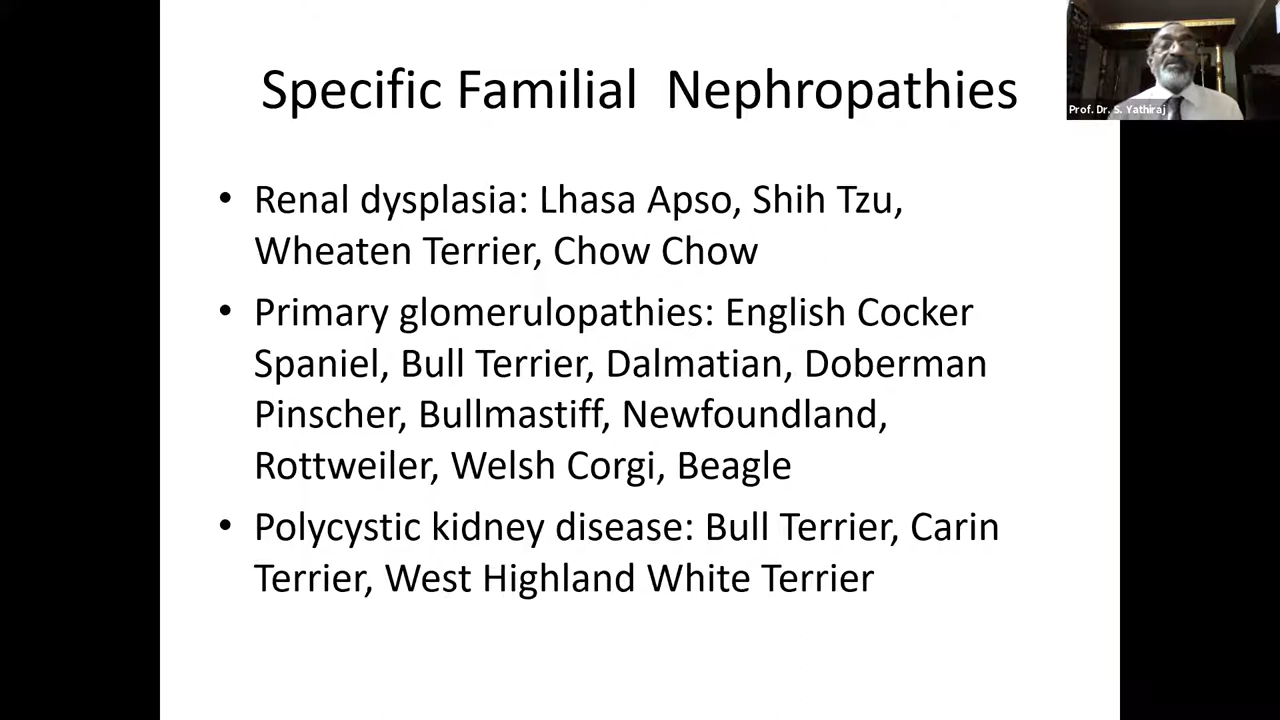 Specific Familial Nephropathies
Prof. Dr. S. Yathiraj
• Renal dysplasia: Lhasa Apso, Shih Tzu,
Wheaten Terrier, Chow Chow
• Primary glomerulopathies: English Cocker
Spaniel, Bull Terrier, Dalmatian, Doberman
Pinscher, Bullmastiff, Newfoundland,
Rottweiler, Welsh Corgi, Beagle
• Polycystic kidney disease: Bull Terrier, Carin
Terrier, West Highland White Terrier